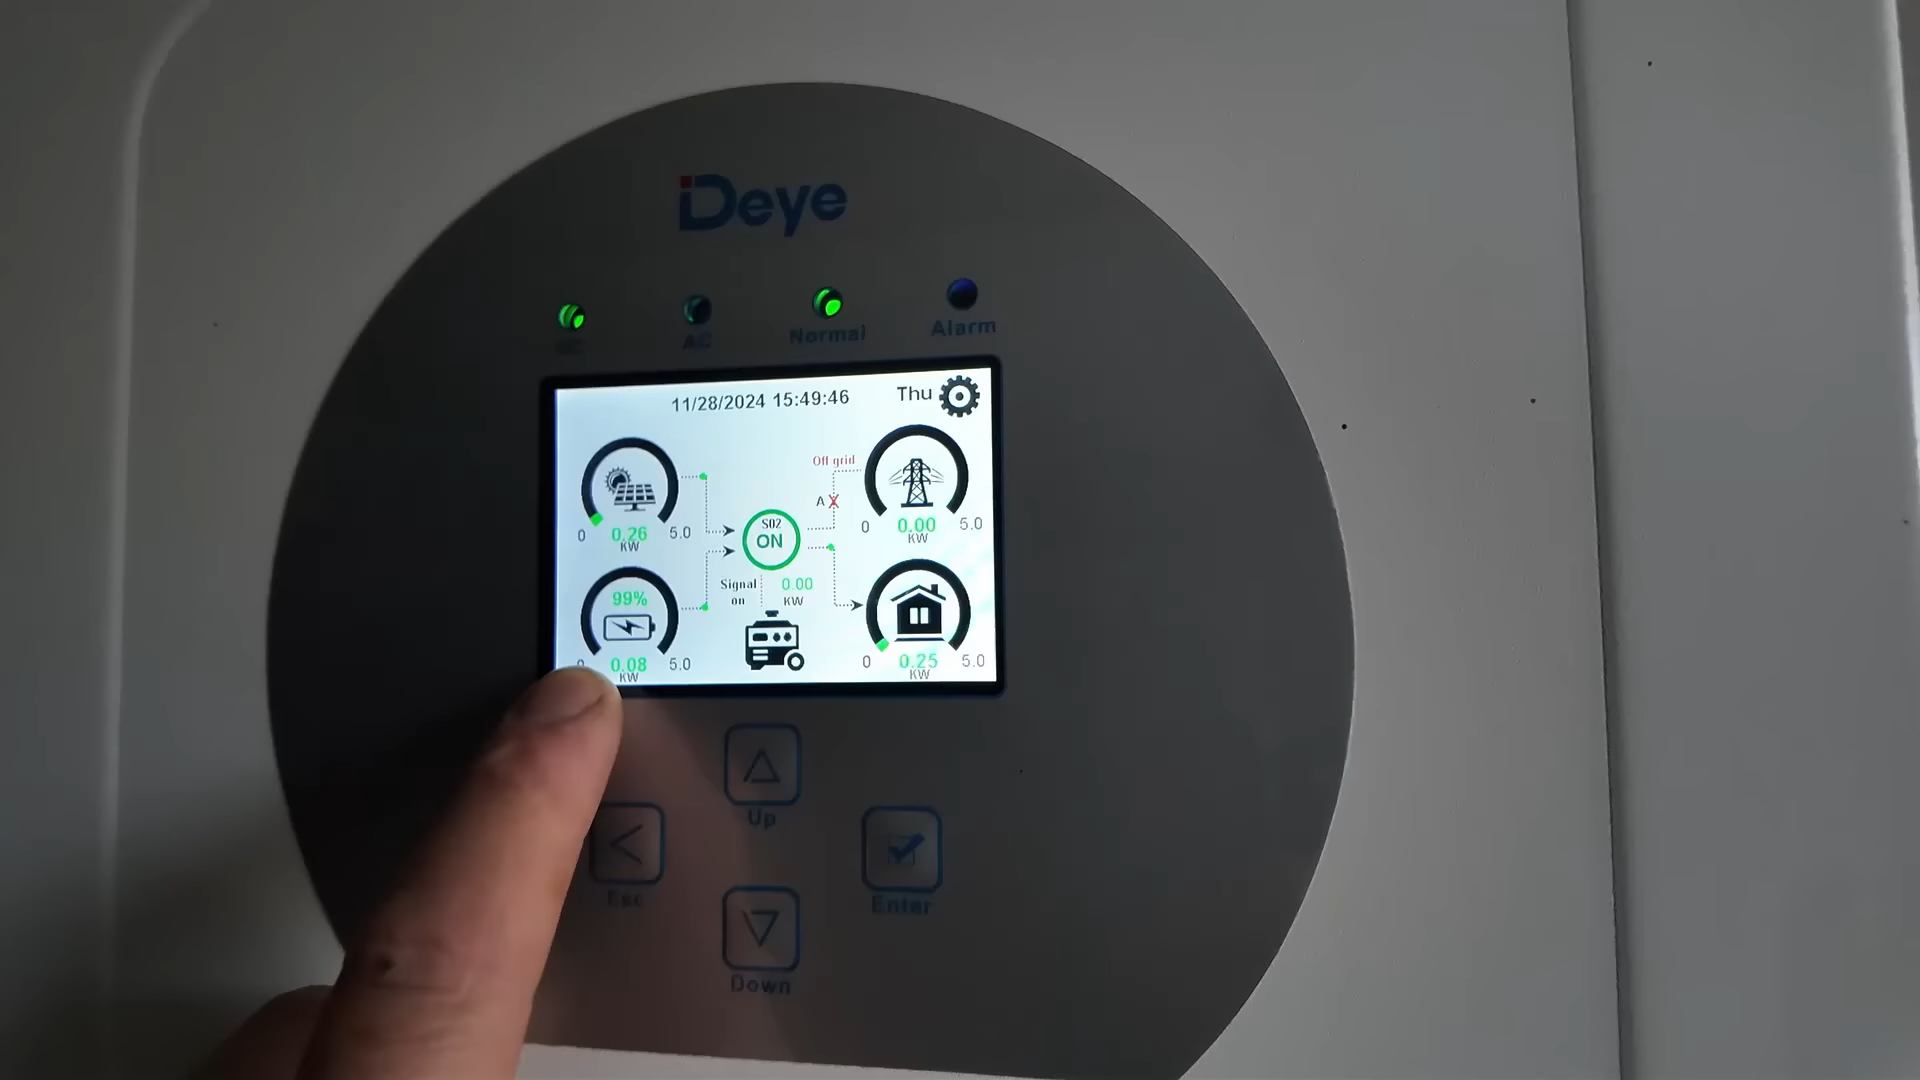 Deye
AC
Normal
Alarm
11/28/2024 15:49:46
Thu
Off grid
A X
0
0.26
KW
5.0
S02
ON
0
0.00
KW
5.0
99%
Signal
on
0.00
KW
0
0.08
KW
5.0
0
0.25
KW
5.0
Up
Esc
Enter
Down